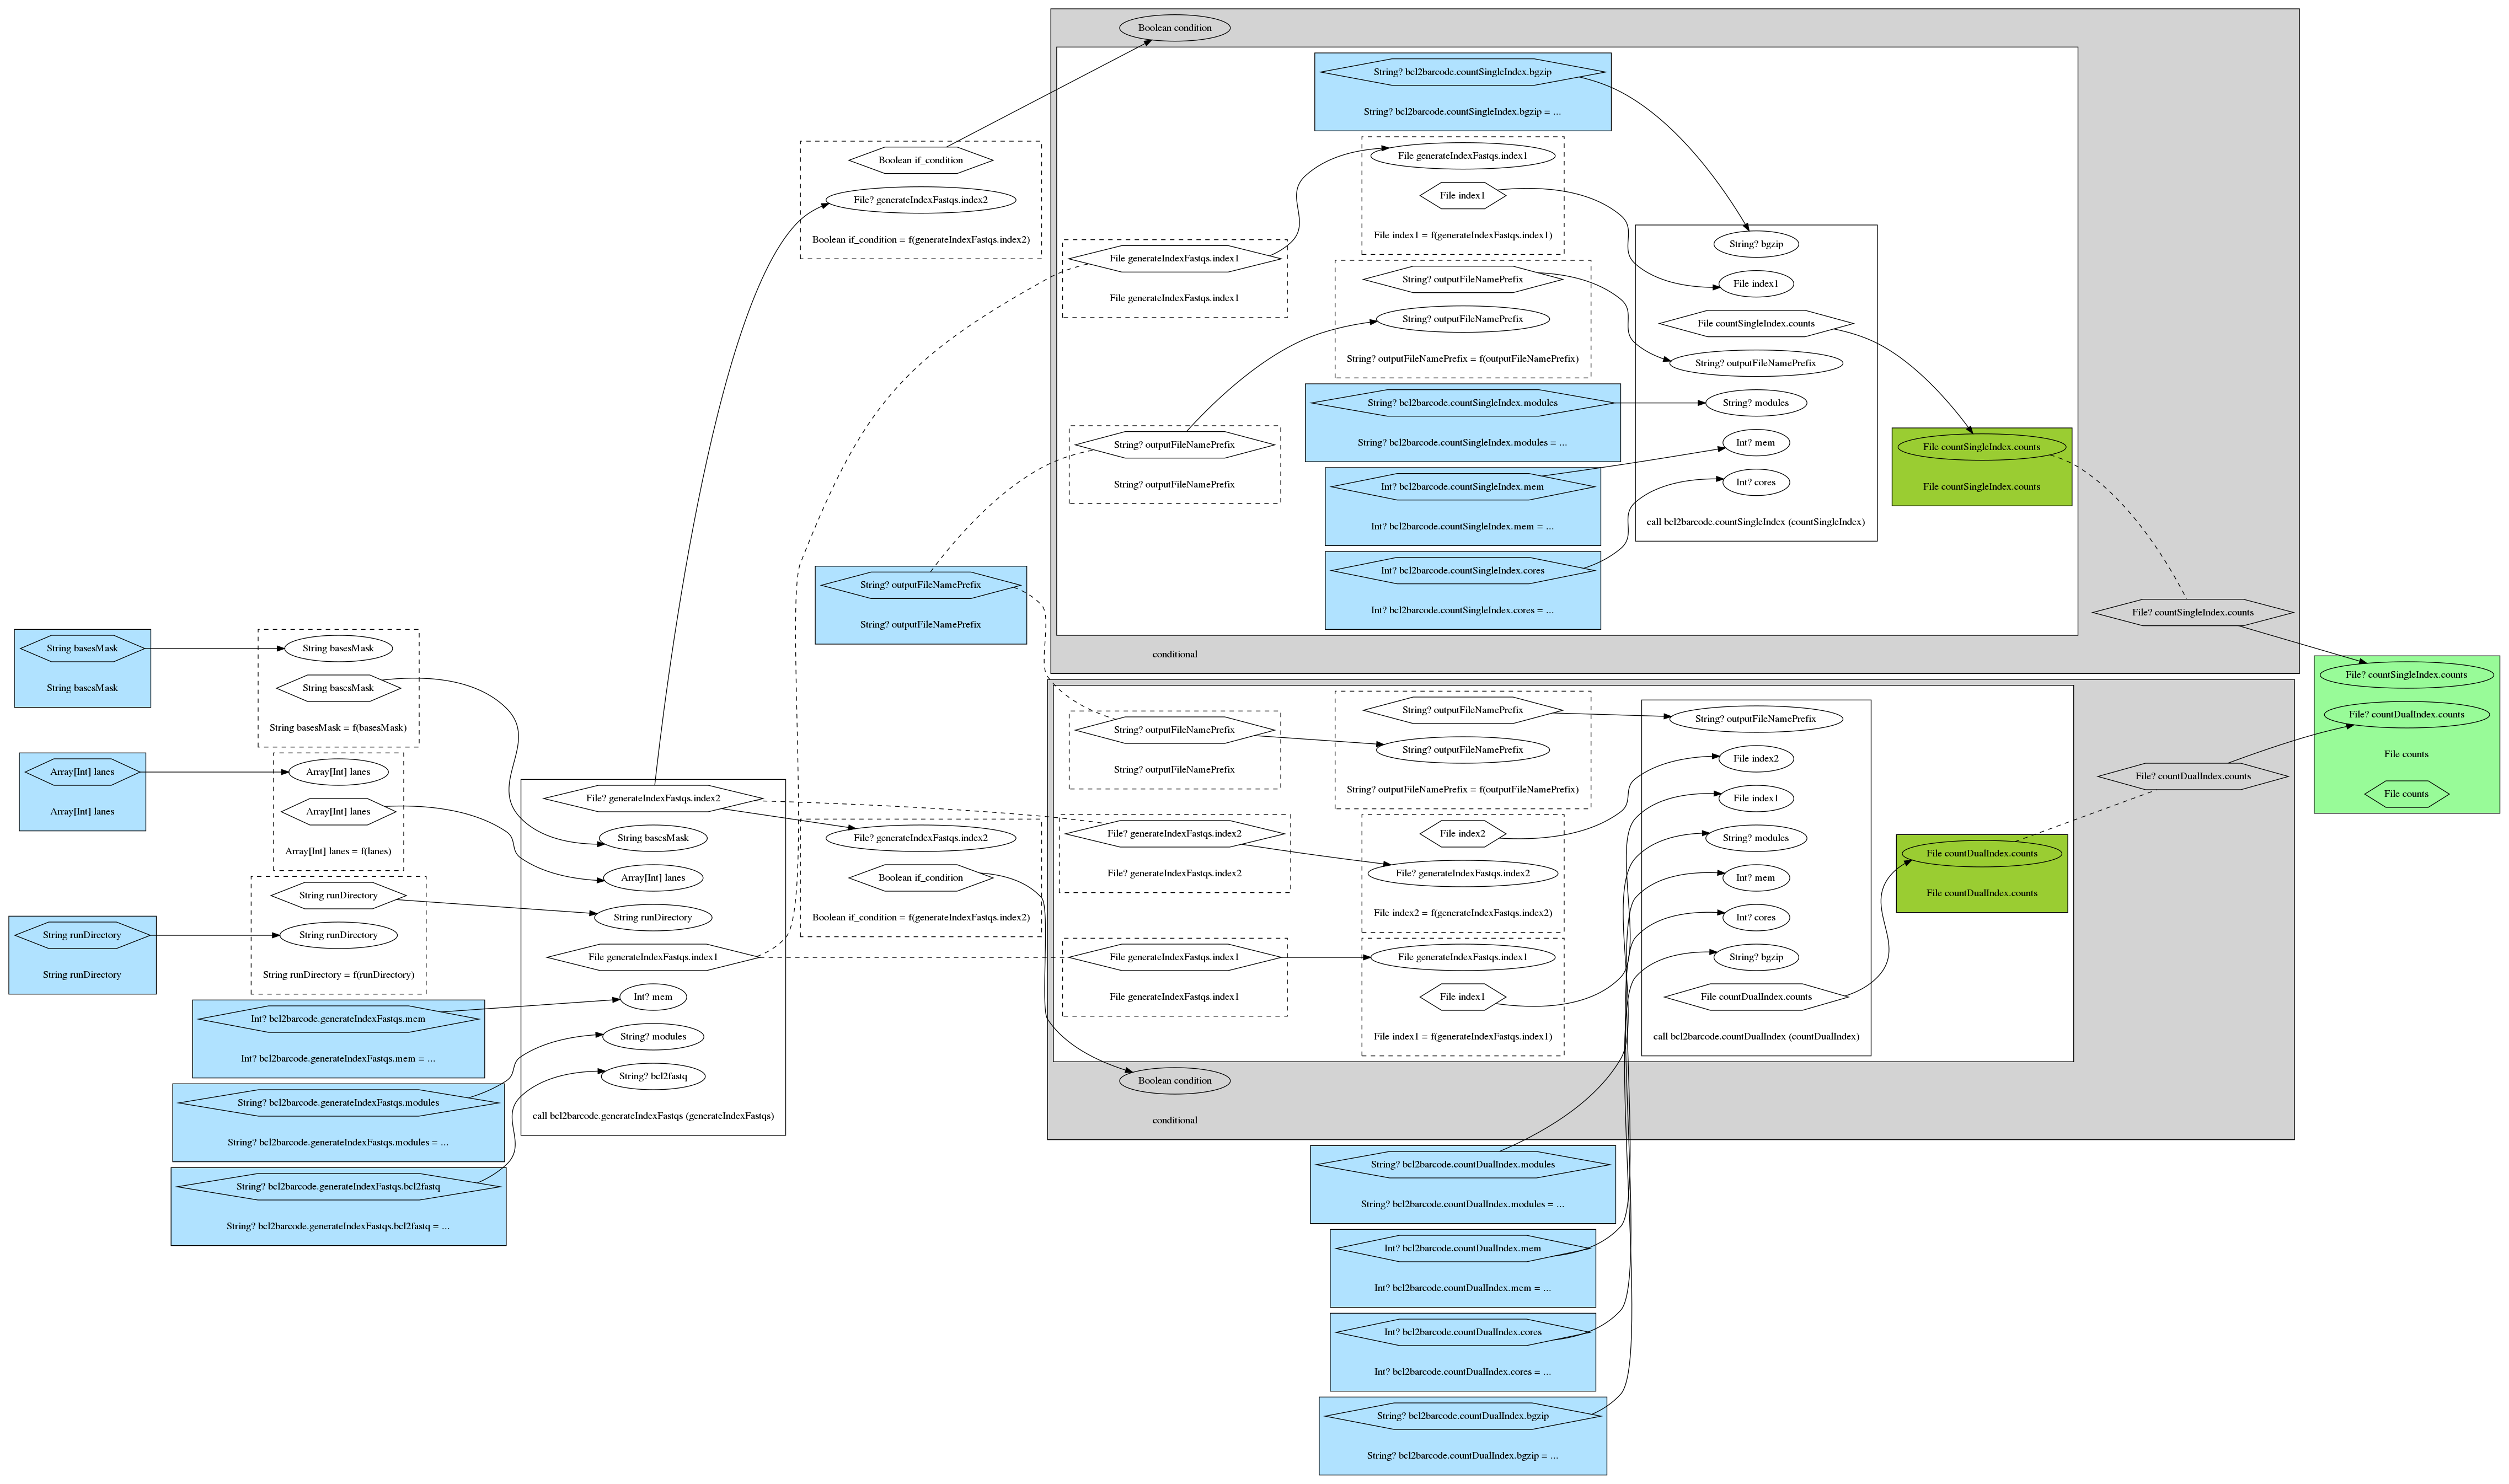 String basesMask
String basesMask
Array[Int] lanes
Array[Int] lanes
String runDirectory
String runDirectory
String basesMask
String basesMask
String basesMask = f(basesMask)
Array[Int] lanes
Array[Int] lanes
Array[Int] lanes = f(lanes)
String runDirectory
String runDirectory
String runDirectory = f(runDirectory)
Int? bcl2barcode.generateIndexFastqs.mem
Int? bcl2barcode.generateIndexFastqs.mem = ...
String? bcl2barcode.generateIndexFastqs.modules
String? bcl2barcode.generateIndexFastqs.modules = ...
String? bcl2barcode.generateIndexFastqs.bcl2fastq
String? bcl2barcode.generateIndexFastqs.bcl2fastq = ...
File? generateIndexFastqs.index2
String basesMask
Array[Int] lanes
String runDirectory
File generateIndexFastqs.index1
Int? mem
String? modules
String? bcl2fastq
call bcl2barcode.generateIndexFastqs (generateIndexFastqs)
Boolean if_condition
File? generateIndexFastqs.index2
Boolean if_condition = f(generateIndexFastqs.index2)
String? outputFileNamePrefix
String? outputFileNamePrefix
File? generateIndexFastqs.index2
Boolean if_condition
Boolean if_condition = f(generateIndexFastqs.index2)
Boolean condition
File generateIndexFastqs.index1
File generateIndexFastqs.index1
String? outputFileNamePrefix
String? outputFileNamePrefix
String? bcl2barcode.countSingleIndex.bgzip
String? bcl2barcode.countSingleIndex.bgzip = ...
File generateIndexFastqs.index1
File index1
File index1 = f(generateIndexFastqs.index1)
String? outputFileNamePrefix
String? outputFileNamePrefix
String? outputFileNamePrefix = f(outputFileNamePrefix)
String? bcl2barcode.countSingleIndex.modules
String? bcl2barcode.countSingleIndex.modules = ...
Int? bcl2barcode.countSingleIndex.mem
Int? bcl2barcode.countSingleIndex.mem = ...
Int? bcl2barcode.countSingleIndex.cores
Int? bcl2barcode.countSingleIndex.cores = ...
String? bgzip
File index1
File countSingleIndex.counts
String? outputFileNamePrefix
String? modules
Int? mem
Int? cores
call bcl2barcode.countSingleIndex (countSingleIndex)
File countSingleIndex.counts
File countSingleIndex.counts
File? countSingleIndex.counts
conditional
String? outputFileNamePrefix
String? outputFileNamePrefix
File? generateIndexFastqs.index2
File? generateIndexFastqs.index2
File generateIndexFastqs.index1
File generateIndexFastqs.index1
String? outputFileNamePrefix
String? outputFileNamePrefix
String? outputFileNamePrefix = f(outputFileNamePrefix)
File index2
File? generateIndexFastqs.index2
File index2 = f(generateIndexFastqs.index2)
File generateIndexFastqs.index1
File index1
File index1 = f(generateIndexFastqs.index1)
String? outputFileNamePrefix
File index2
File index1
String? modules
Int? mem
Int? cores
String? bgzip
File countDualIndex.counts
call bcl2barcode.countDualIndex (countDualIndex)
File countDualIndex.counts
File countDualIndex.counts
File? countDualIndex.counts
Boolean condition
conditional
String? bcl2barcode.countDualIndex.modules
String? bcl2barcode.countDualIndex.modules = ...
Int? bcl2barcode.countDualIndex.mem
Int? bcl2barcode.countDualIndex.mem = ...
Int? bcl2barcode.countDualIndex.cores
Int? bcl2barcode.countDualIndex.cores = ...
String? bcl2barcode.countDualIndex.bgzip
String? bcl2barcode.countDualIndex.bgzip = ...
File? countSingleIndex.counts
File? countDualIndex.counts
File counts
File counts